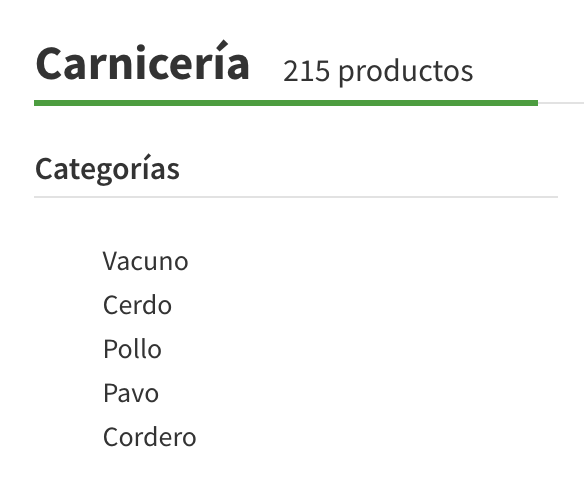 Carnicería 215 productos
Categorías
Vacuno
Cerdo
Pollo
Pavo
Cordero